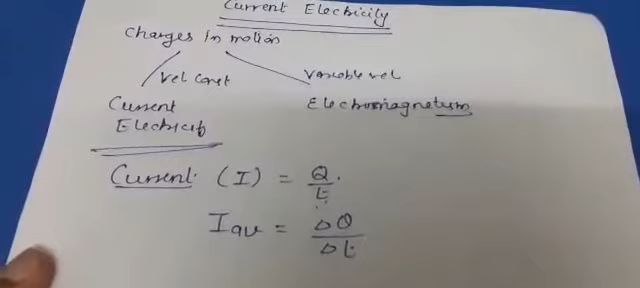 Current Electricity
Charges In motion
Vel const
Variable vel
Current
Electricity
Electromagnetism
Current (I) = Q/t
Iav = ΔQ/Δt